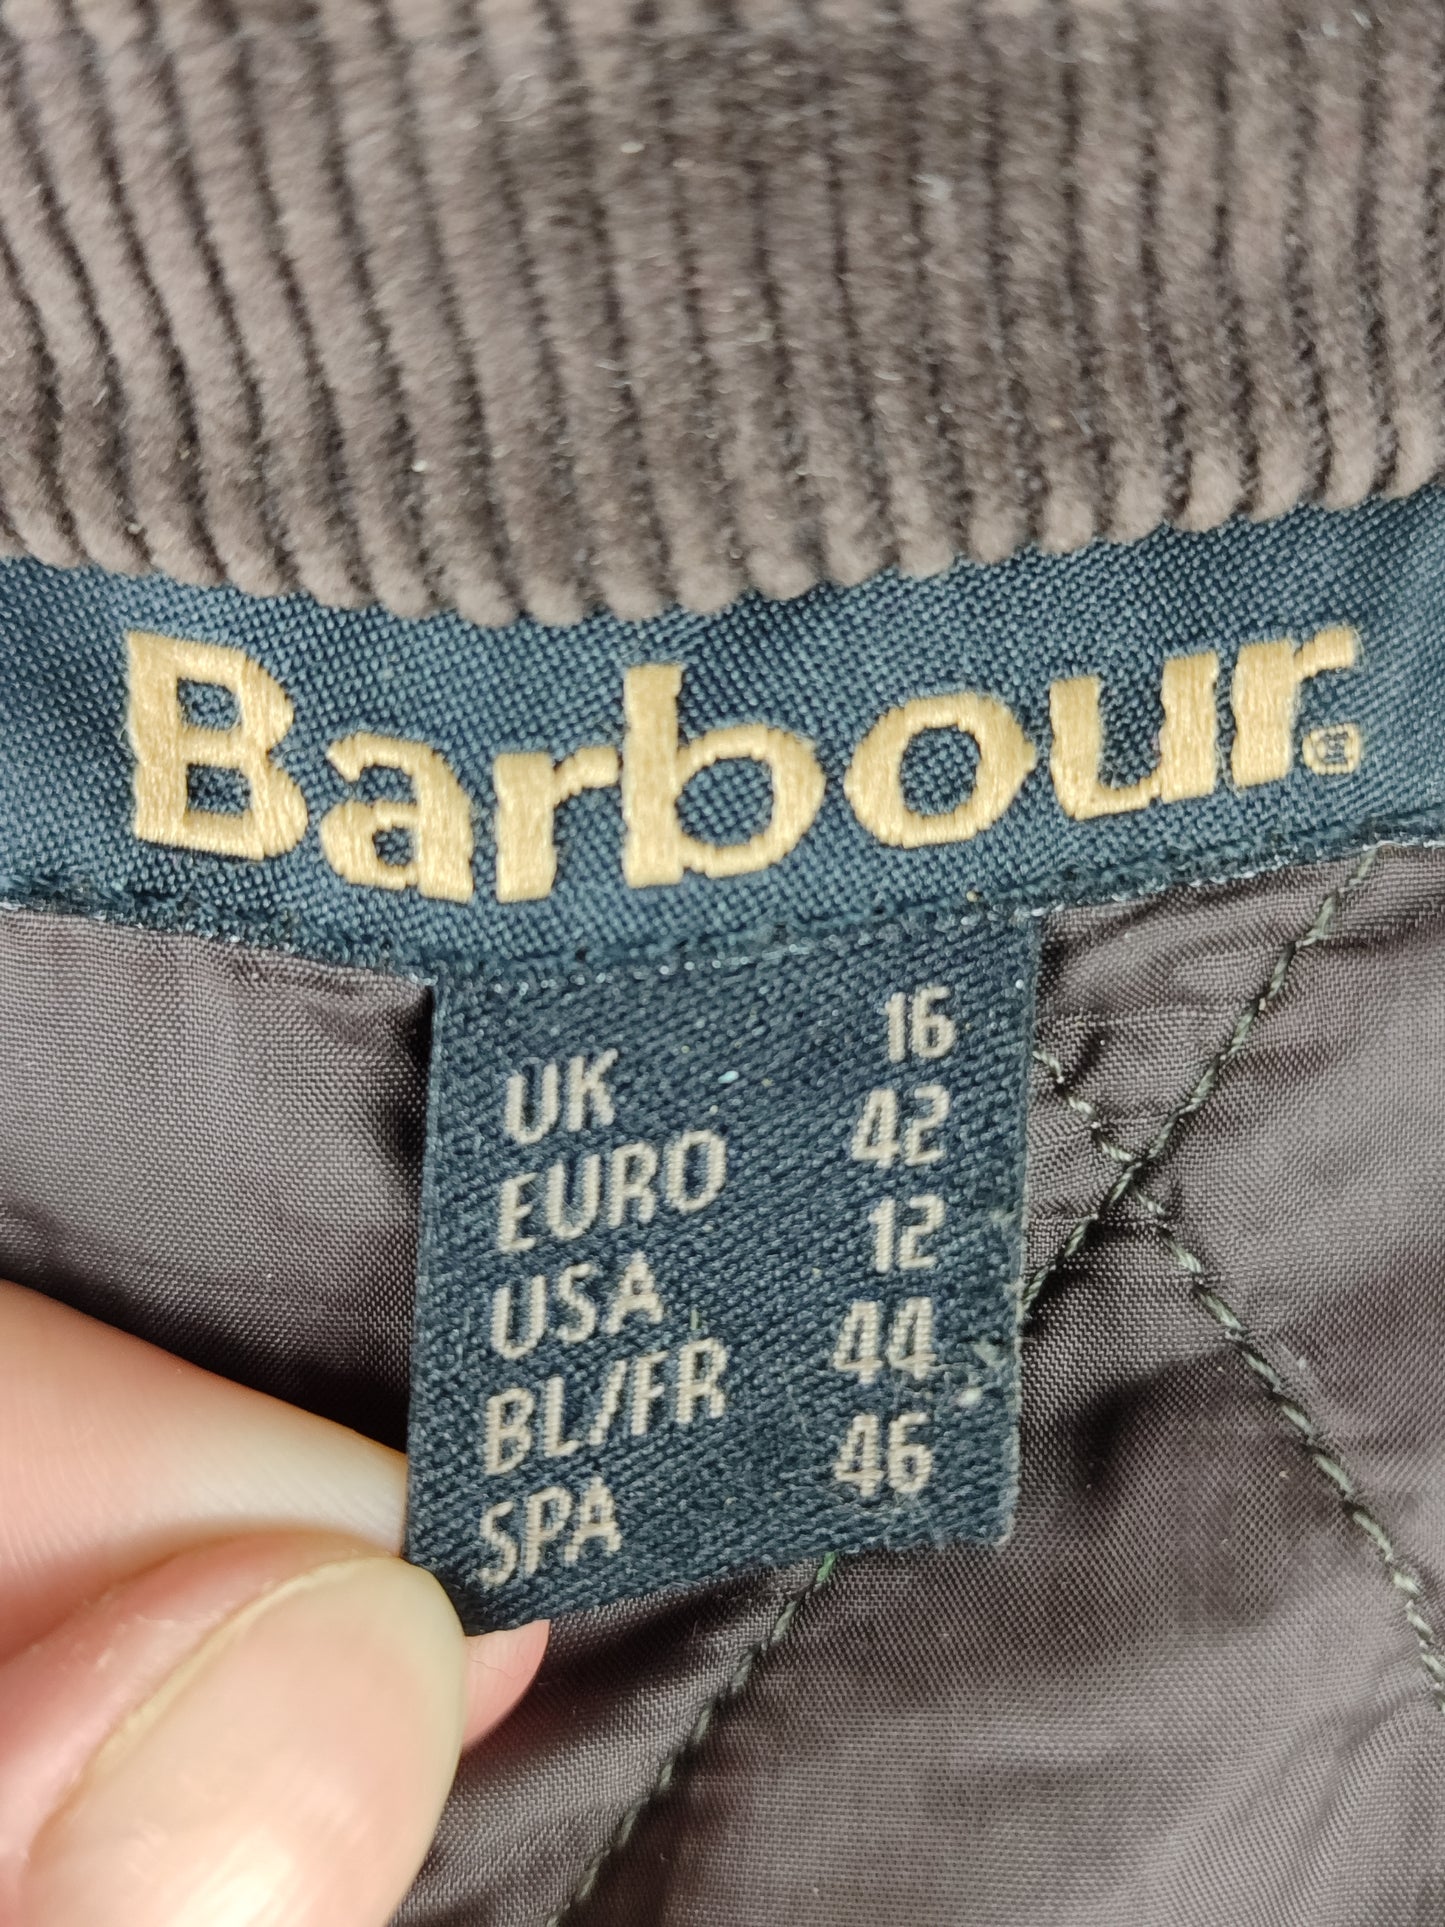 Barbour®
UK 16
EURO 42
USA 12
BL/FR 44
SPA 46